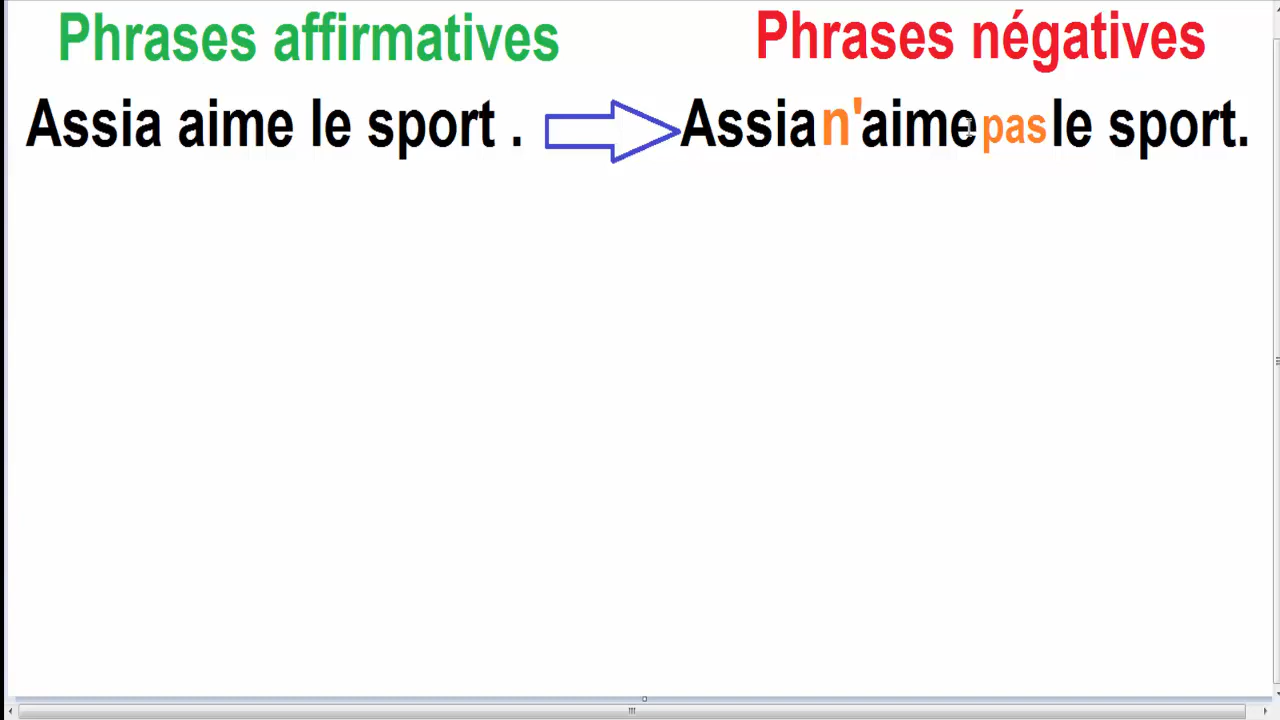 Phrases affirmatives Phrases négatives
Assia aime le sport . Assia n'aime pas le sport.